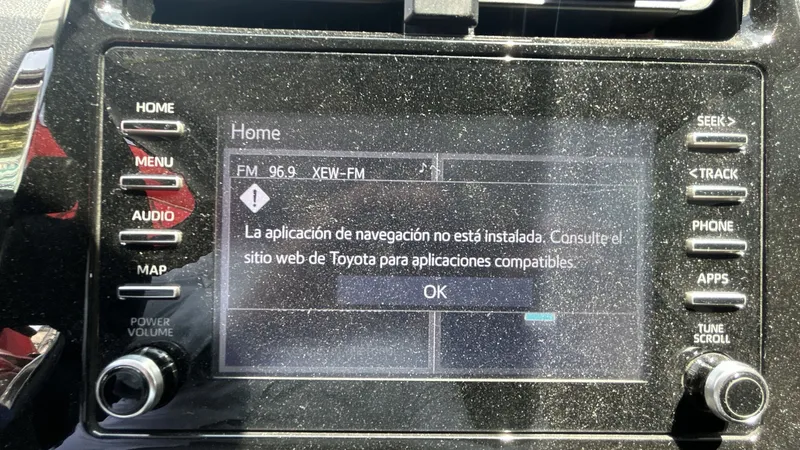 HOME
MENU
AUDIO
MAP
POWER
VOLUME
Home
FM 96.9 XEW-FM
La aplicación de navegación no está instalada. Consulte el
sitio web de Toyota para aplicaciones compatibles.
OK
SEEK >
< TRACK
PHONE
APPS
TUNE
SCROLL